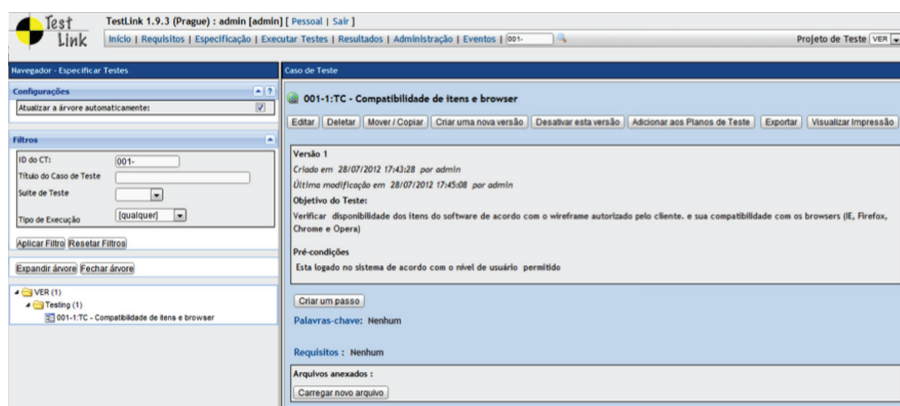 Test Link
TestLink 1.9.3 (Prague) : admin [admin] [ Pessoal | Sair ]
Início | Requisitos | Especificação | Executar Testes | Resultados | Administração | Eventos | 001-
Projeto de Teste VER
Navegador - Especificar Testes
Configurações ?
Atualizar a árvore automaticamente:
Filtros
ID do CT: 001-
Título do Caso de Teste
Suíte de Teste
Tipo de Execução [qualquer]
Aplicar Filtro Resetar Filtros
Expandir árvore Fechar árvore
VER (1)
Testing (1)
001-1:TC - Compatibilidade de itens e browser
Caso de Teste
001-1:TC - Compatibilidade de itens e browser
Editar Deletar Mover / Copiar Criar uma nova versão Desativar esta versão Adicionar aos Planos de Teste Exportar Visualizar Impressão
Versão 1
Criado em 28/07/2012 17:43:28 por admin
Última modificação em 28/07/2012 17:45:08 por admin
Objetivo do Teste:
Verificar disponibilidade dos itens do software de acordo com o wireframe autorizado pelo cliente. e sua compatibilidade com os browsers (IE, Firefox,
Chrome e Opera)
Pré-condições
Esta logado no sistema de acordo com o nível de usuário permitido
Criar um passo
Palavras-chave: Nenhum
Requisitos : Nenhum
Arquivos anexados :
Carregar novo arquivo